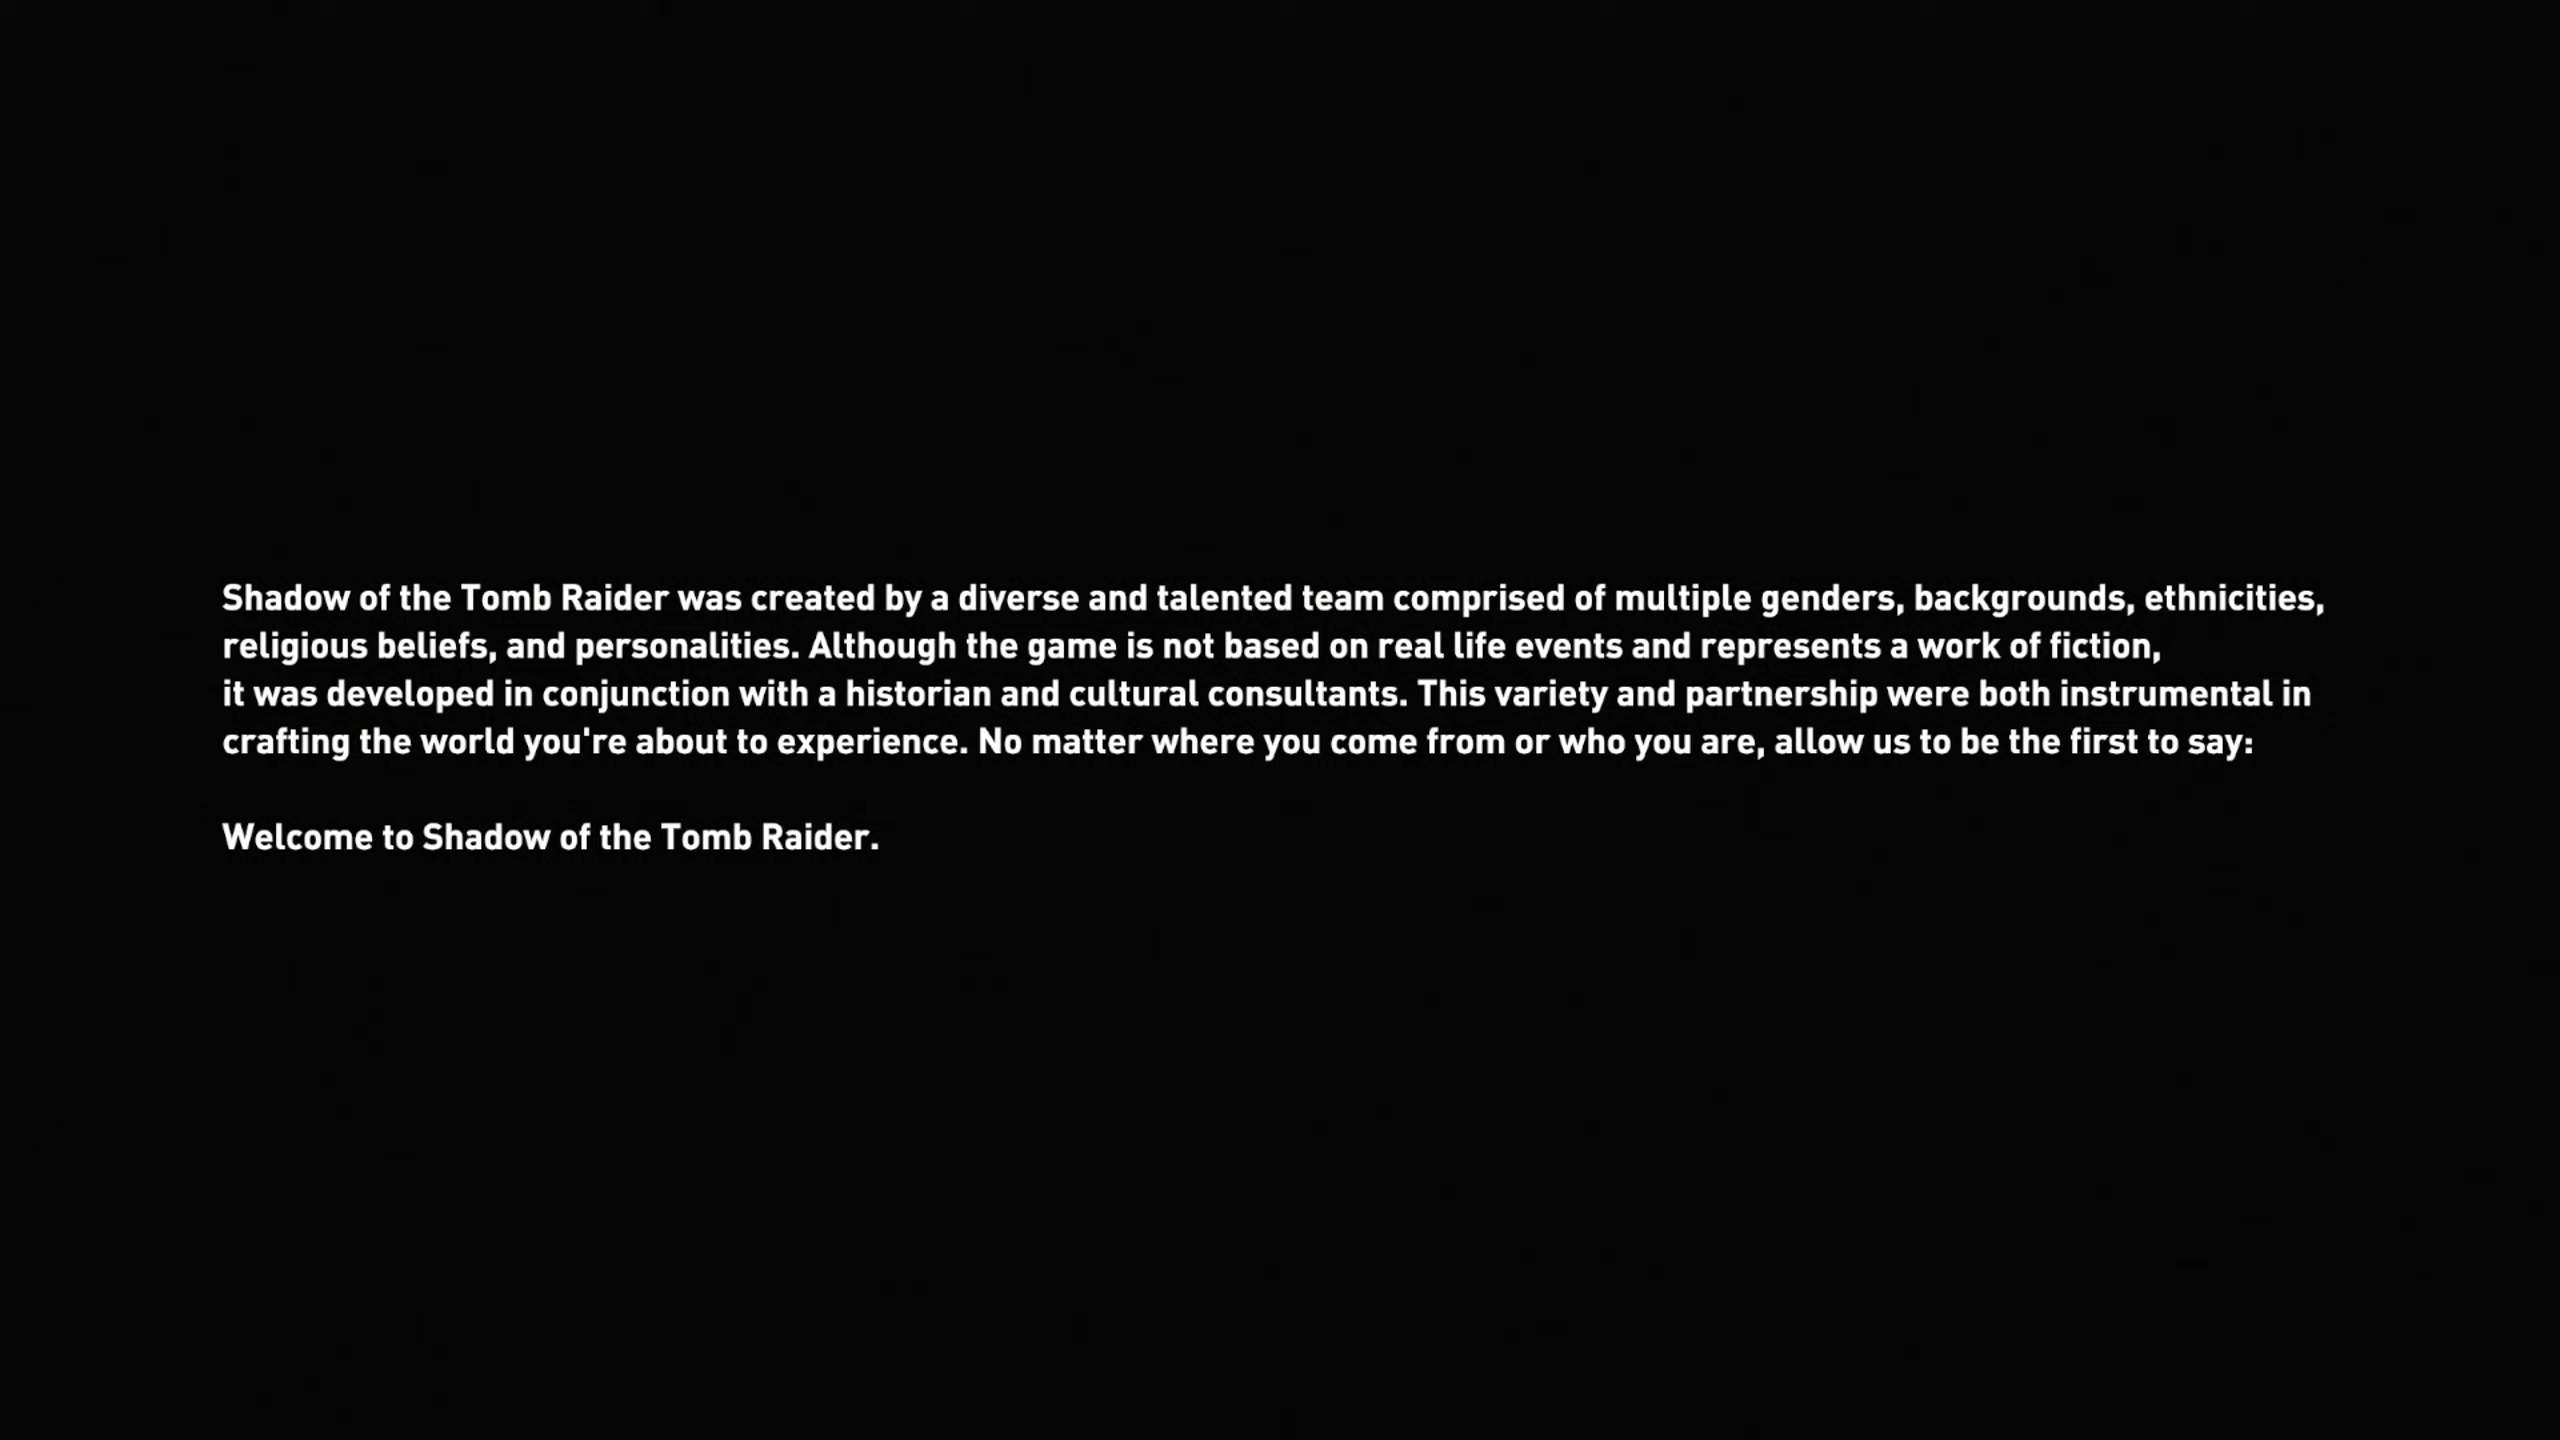 Shadow of the Tomb Raider was created by a diverse and talented team comprised of multiple genders, backgrounds, ethnicities,
religious beliefs, and personalities. Although the game is not based on real life events and represents a work of fiction,
it was developed in conjunction with a historian and cultural consultants. This variety and partnership were both instrumental in
crafting the world you're about to experience. No matter where you come from or who you are, allow us to be the first to say:
Welcome to Shadow of the Tomb Raider.